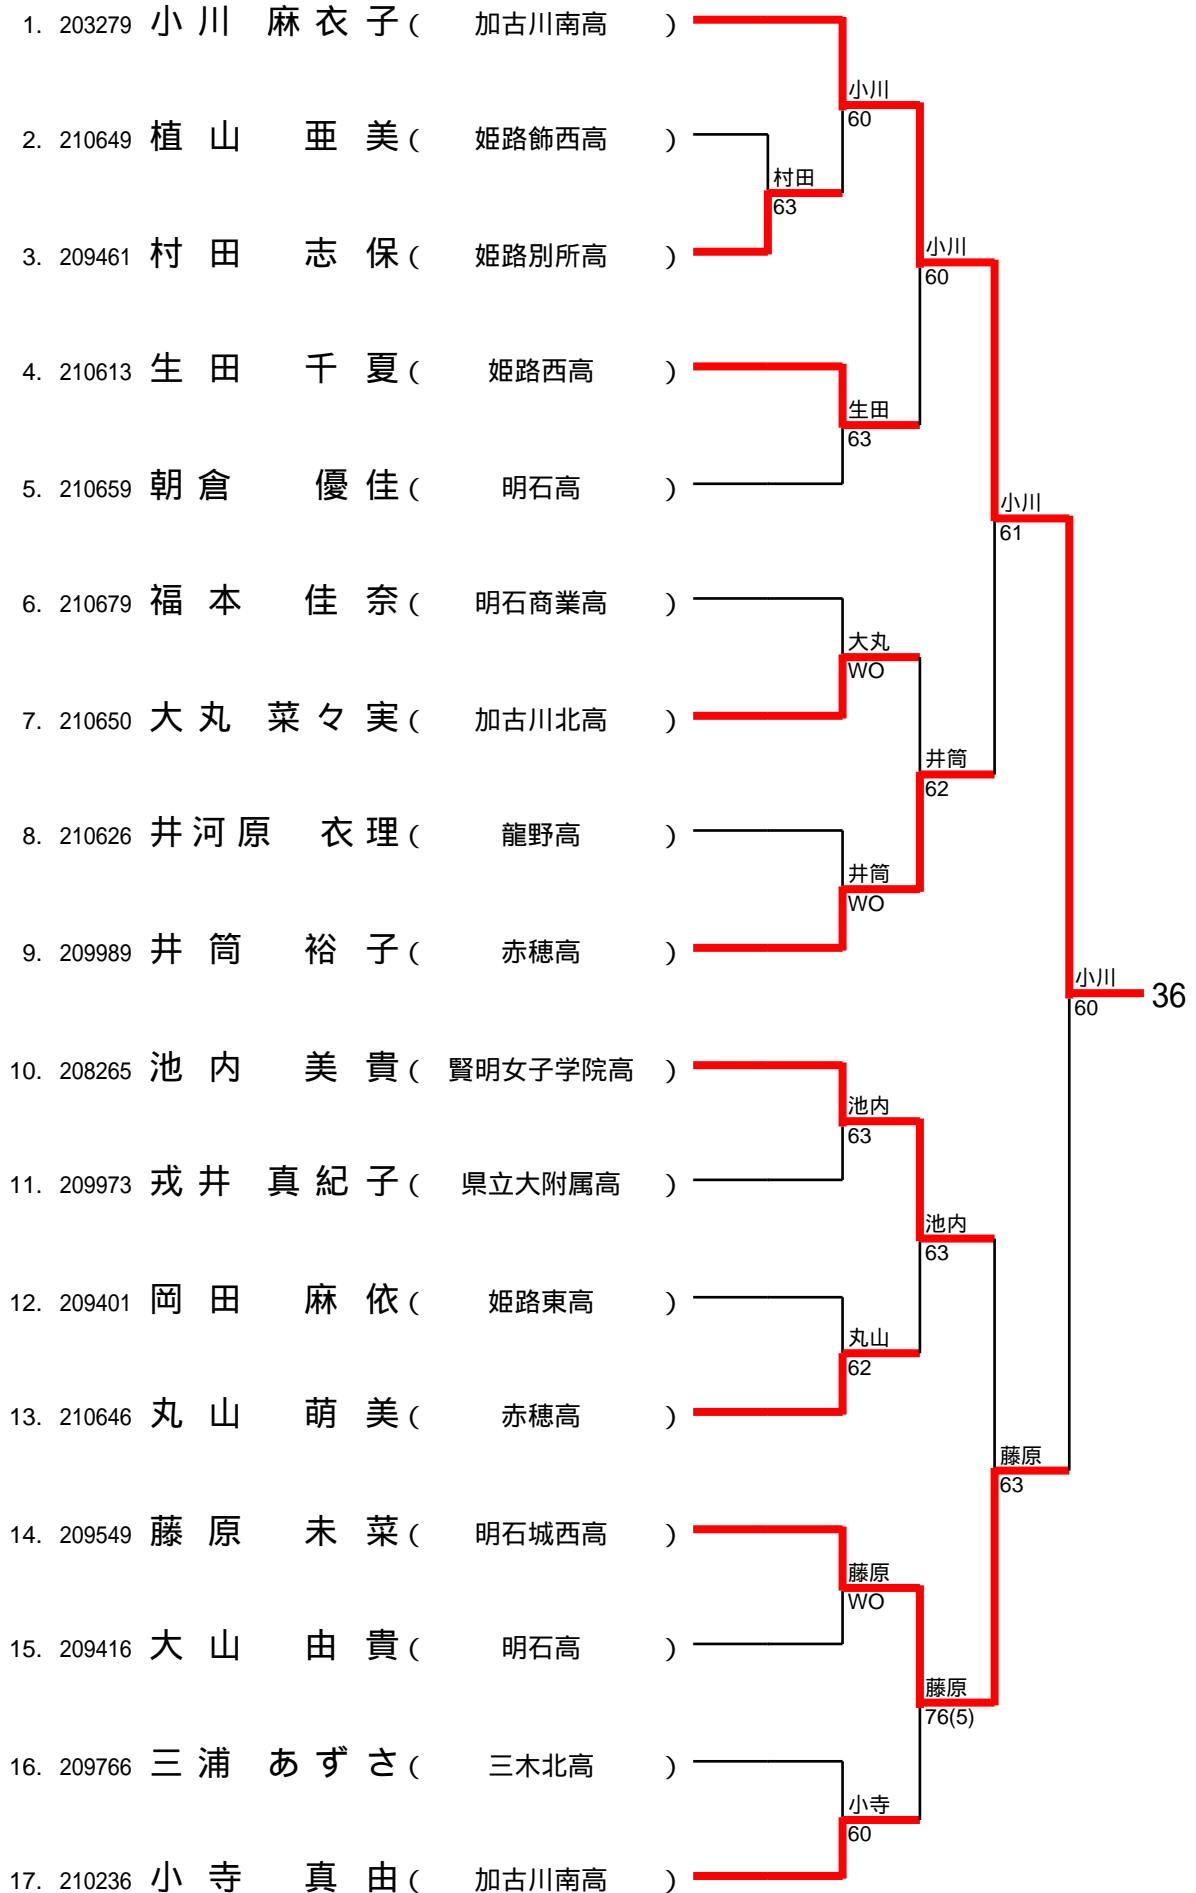 1. 203279 小川 麻衣子 ( 加古川南高 )
小川
60
2. 210649 植山 亜美 ( 姫路飾西高 )
村田
63
3. 209461 村田 志保 ( 姫路別所高 )
小川
60
4. 210613 生田 千夏 ( 姫路西高 )
生田
63
5. 210659 朝倉 優佳 ( 明石高 )
小川
61
6. 210679 福本 佳奈 ( 明石商業高 )
大丸
WO
7. 210650 大丸 菜々実 ( 加古川北高 )
井筒
62
8. 210626 井河原 衣理 ( 龍野高 )
井筒
WO
9. 209989 井筒 裕子 ( 赤穂高 )
小川
60
36
10. 208265 池内 美貴 ( 賢明女子学院高 )
池内
63
11. 209973 戎井 真紀子 ( 県立大附属高 )
池内
63
12. 209401 岡田 麻依 ( 姫路東高 )
丸山
62
13. 210646 丸山 萌美 ( 赤穂高 )
藤原
63
14. 209549 藤原 未菜 ( 明石城西高 )
藤原
WO
15. 209416 大山 由貴 ( 明石高 )
藤原
76(5)
16. 209766 三浦 あずさ ( 三木北高 )
小寺
60
17. 210236 小寺 真由 ( 加古川南高 )